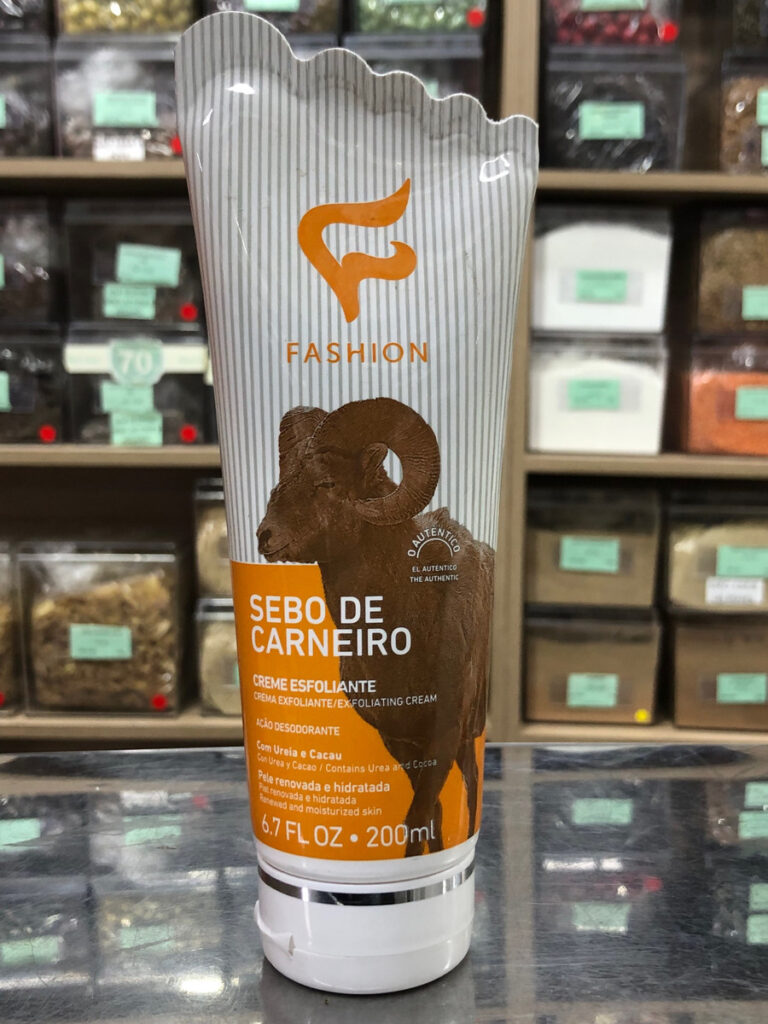 FASHION
O AUTÊNTICO
EL AUTÉNTICO
THE AUTHENTIC
SEBO DE
CARNEIRO
CREME ESFOLIANTE
CREMA EXFOLIANTE/EXFOLIATING CREAM
AÇÃO DESODORANTE
Com Ureia e Cacau
Con Urea y Cacao / Contains Urea and Cocoa
Pele renovada e hidratada
Piel renovada e hidratada
Renewed and moisturized skin
6.7 FL OZ • 200ml
70